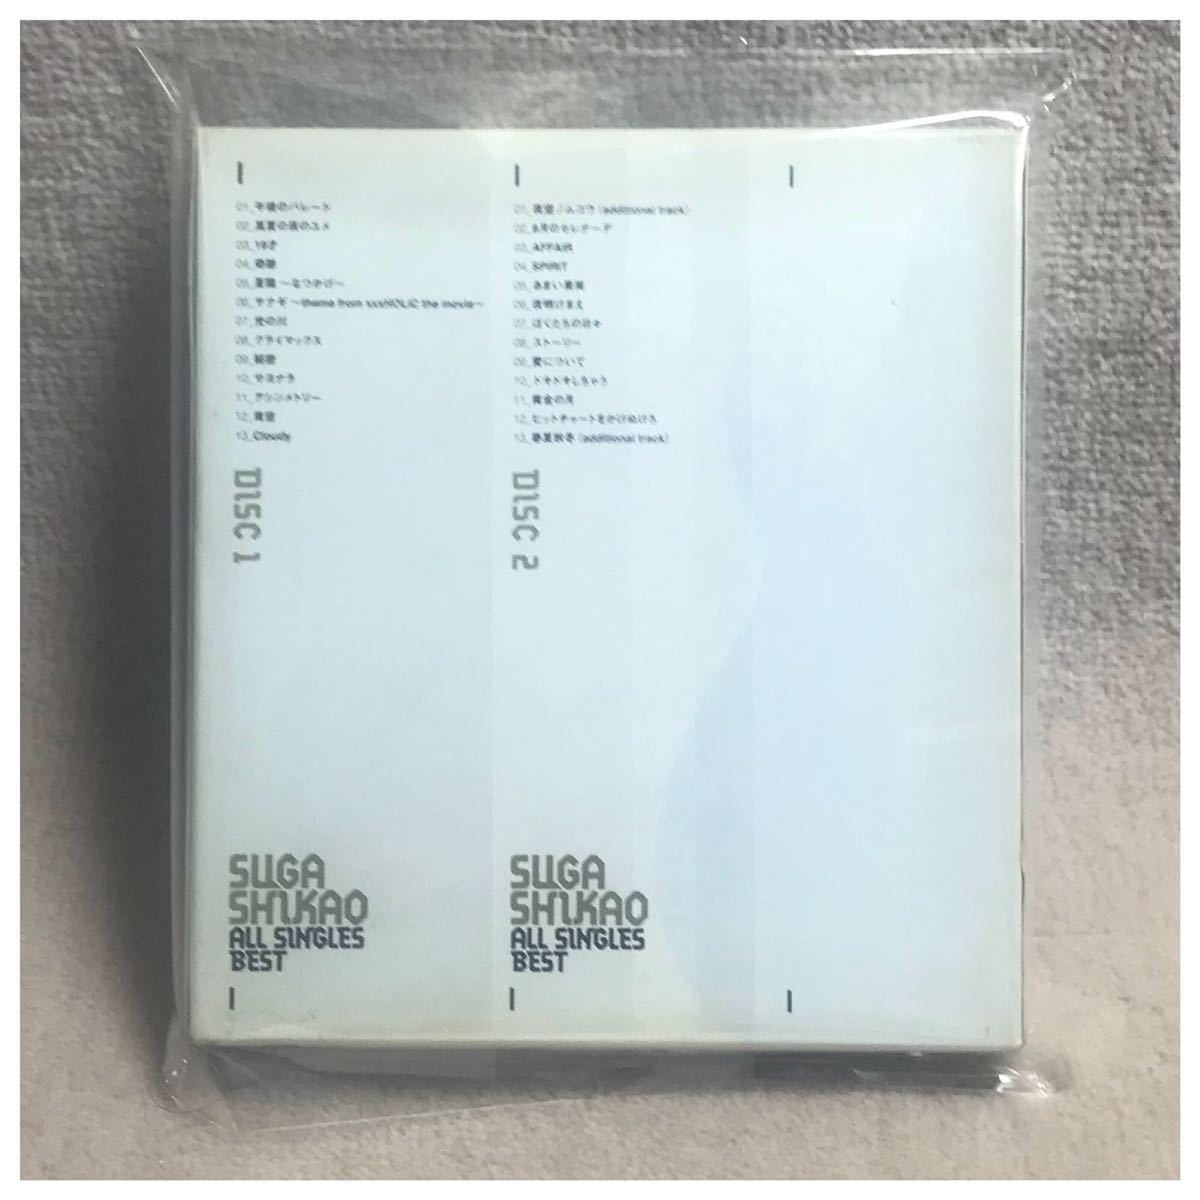 01_午後のパレード
02_真夏の夜のユメ
03_19才
04_奇跡
05_夏陰 〜なつかげ〜
06_サナギ 〜theme from xxxHOLiC the movie〜
07_光の川
08_クライマックス
09_秘密
10_サヨナラ
11_アシンメトリー
12_青空
13_Cloudy
DISC 1
SUGA
SHIKAO
ALL SINGLES
BEST
01_夜空ノムコウ (additional track)
02_8月のセレナーデ
03_AFFAIR
04_SPIRIT
05_あまい果実
06_夜明けまえ
07_ぼくたちの日々
08_ストーリー
09_愛について
10_ドキドキしちゃう
11_黄金の月
12_ヒットチャートをかけぬけろ
13_春夏秋冬 (additional track)
DISC 2
SUGA
SHIKAO
ALL SINGLES
BEST